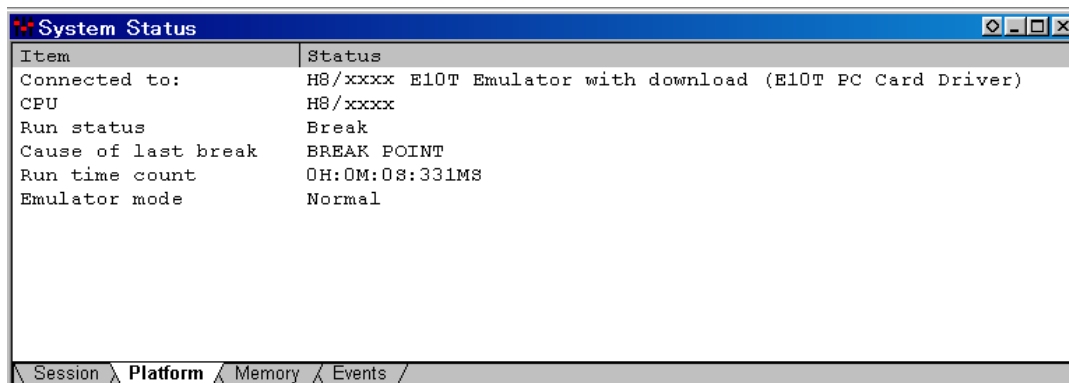 System Status
Item Status
Connected to: H8/xxxx E10T Emulator with download (E10T PC Card Driver)
CPU H8/xxxx
Run status Break
Cause of last break BREAK POINT
Run time count 0H:0M:0S:331MS
Emulator mode Normal
Session Platform Memory Events